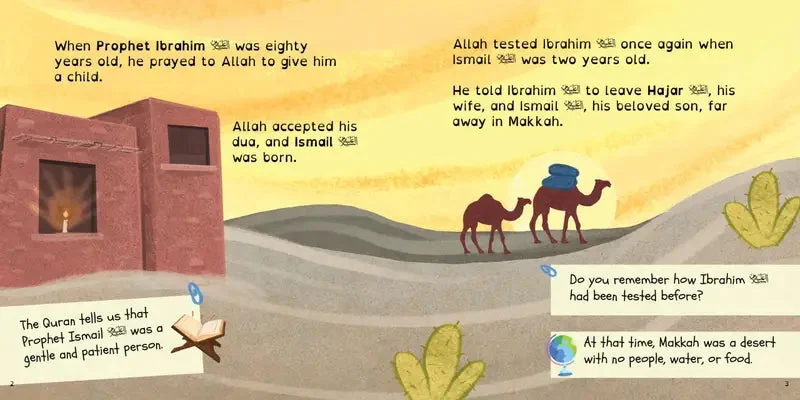 When Prophet Ibrahim was eighty
years old, he prayed to Allah to give him
a child.
Allah accepted his
dua, and Ismail
was born.
The Quran tells us that
Prophet Ismail was a
gentle and patient person.
2
Allah tested Ibrahim once again when
Ismail was two years old.
He told Ibrahim to leave Hajar, his
wife, and Ismail, his beloved son, far
away in Makkah.
Do you remember how Ibrahim
had been tested before?
At that time, Makkah was a desert
with no people, water, or food.
3